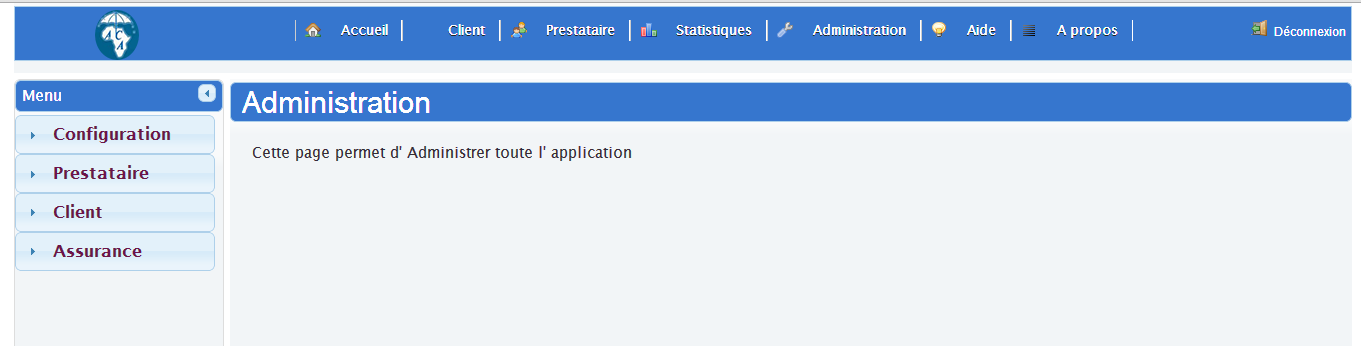 ACA
Accueil Client Prestataire Statistiques Administration Aide A propos Déconnexion
Menu
Administration
Configuration
Cette page permet d' Administrer toute l' application
Prestataire
Client
Assurance